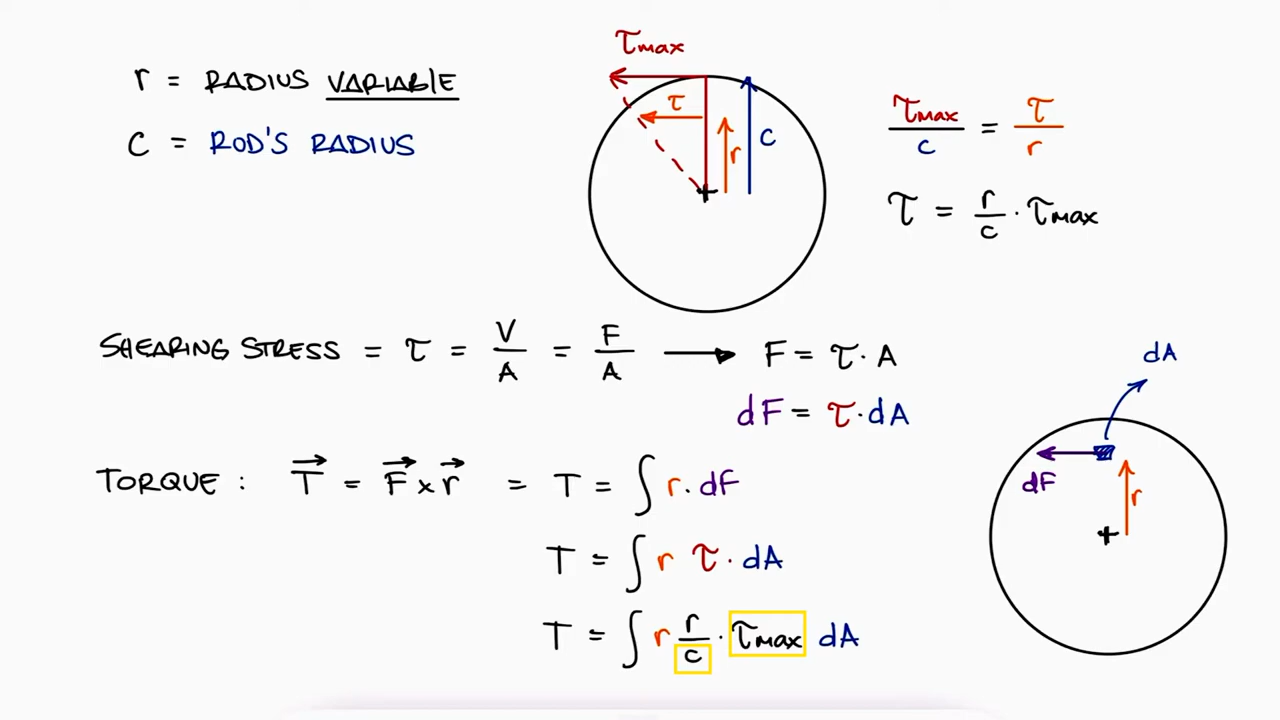 r = RADIUS VARIABLE
C = ROD'S RADIUS
τmax
τ
r
C
τmax/c = τ/r
τ = r/c · τmax
SHEARING STRESS = τ = V/A = F/A → F = τ · A
dF = τ · dA
TORQUE : T⃗ = F⃗ × r⃗ = T = ∫ r · dF
T = ∫ r τ · dA
T = ∫ r r/c · τmax dA
dA
dF
r